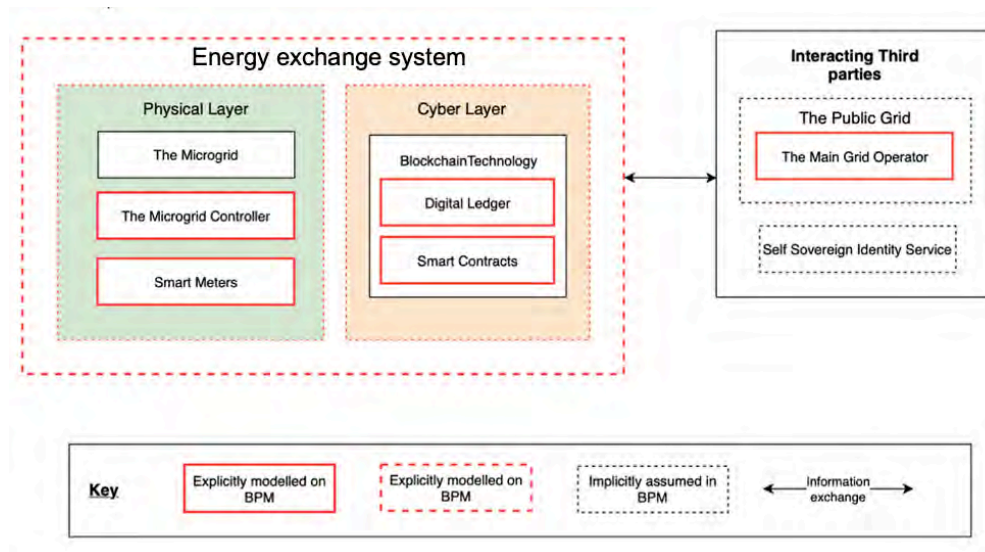 Energy exchange system
Physical Layer
The Microgrid
The Microgrid Controller
Smart Meters
Cyber Layer
BlockchainTechnology
Digital Ledger
Smart Contracts
Interacting Third
parties
The Public Grid
The Main Grid Operator
Self Sovereign Identity Service
Key
Explicitly modelled on
BPM
Explicitly modelled on
BPM
Implicitly assumed in
BPM
Information
exchange